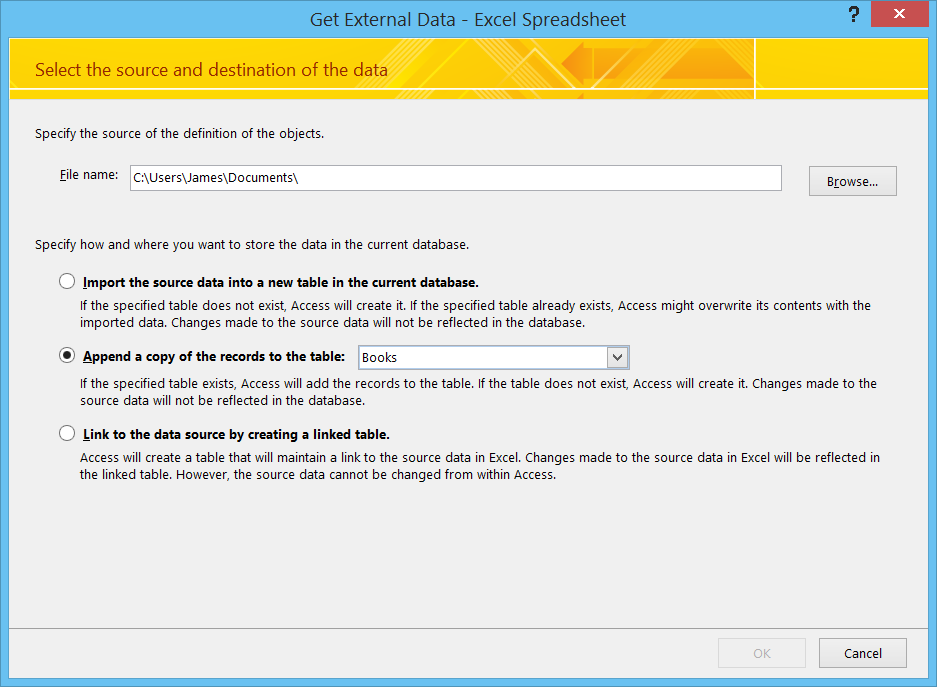 Get External Data - Excel Spreadsheet
?
Select the source and destination of the data
Specify the source of the definition of the objects.
File name: C:\Users\James\Documents\ Browse...
Specify how and where you want to store the data in the current database.
Import the source data into a new table in the current database.
If the specified table does not exist, Access will create it. If the specified table already exists, Access might overwrite its contents with the
imported data. Changes made to the source data will not be reflected in the database.
Append a copy of the records to the table: Books
If the specified table exists, Access will add the records to the table. If the table does not exist, Access will create it. Changes made to the
source data will not be reflected in the database.
Link to the data source by creating a linked table.
Access will create a table that will maintain a link to the source data in Excel. Changes made to the source data in Excel will be reflected in
the linked table. However, the source data cannot be changed from within Access.
OK Cancel